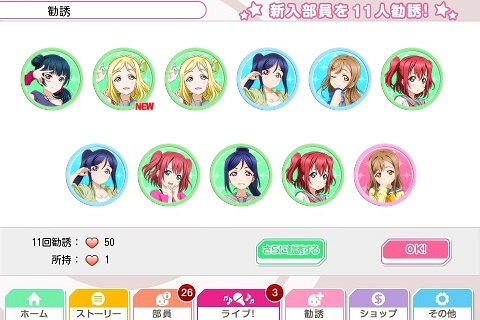 勧誘
新入部員を11人勧誘!
NEW
11回勧誘： 50
所持： 1
さらに勧誘する
OK!
26
3
ホーム
ストーリー
部員
ライブ!
勧誘
ショップ
その他